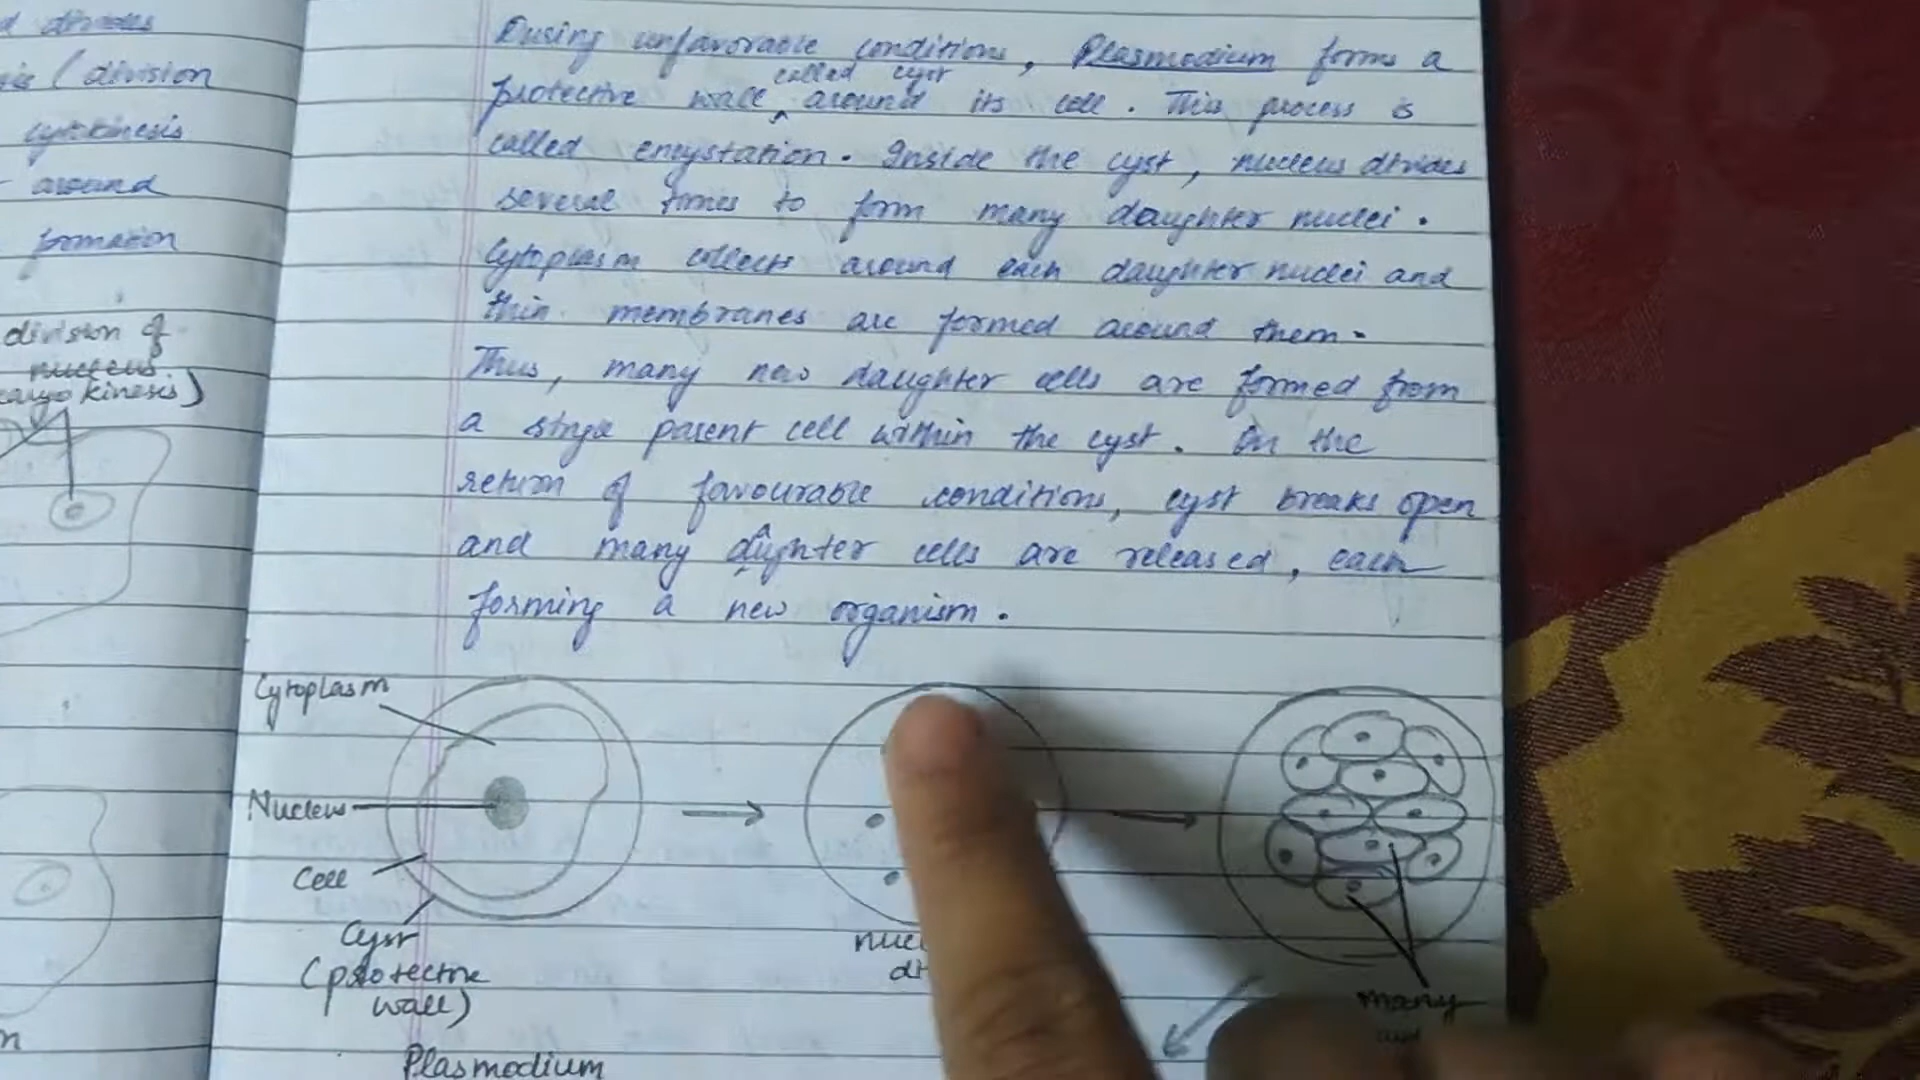 d divides
(division
cytokinesis
around
formation
division of
nucleus
karyokinesis)
During unfavorable conditions, Plasmodium forms a
called cyst
protective wall around its cell. This process is
called encystation. Inside the cyst, nucleus divides
several times to form many daughter nuclei.
Cytoplasm collects around each daughter nuclei and
thin membranes are formed around them.
Thus, many new daughter cells are formed from
a single parent cell within the cyst. On the
return of favourable conditions, cyst breaks open
and many daughter cells are released, each
forming a new organism.
Cytoplasm
Nucleus
Cell
Cyst
(protective
wall)
Plasmodium
nucl
di
many